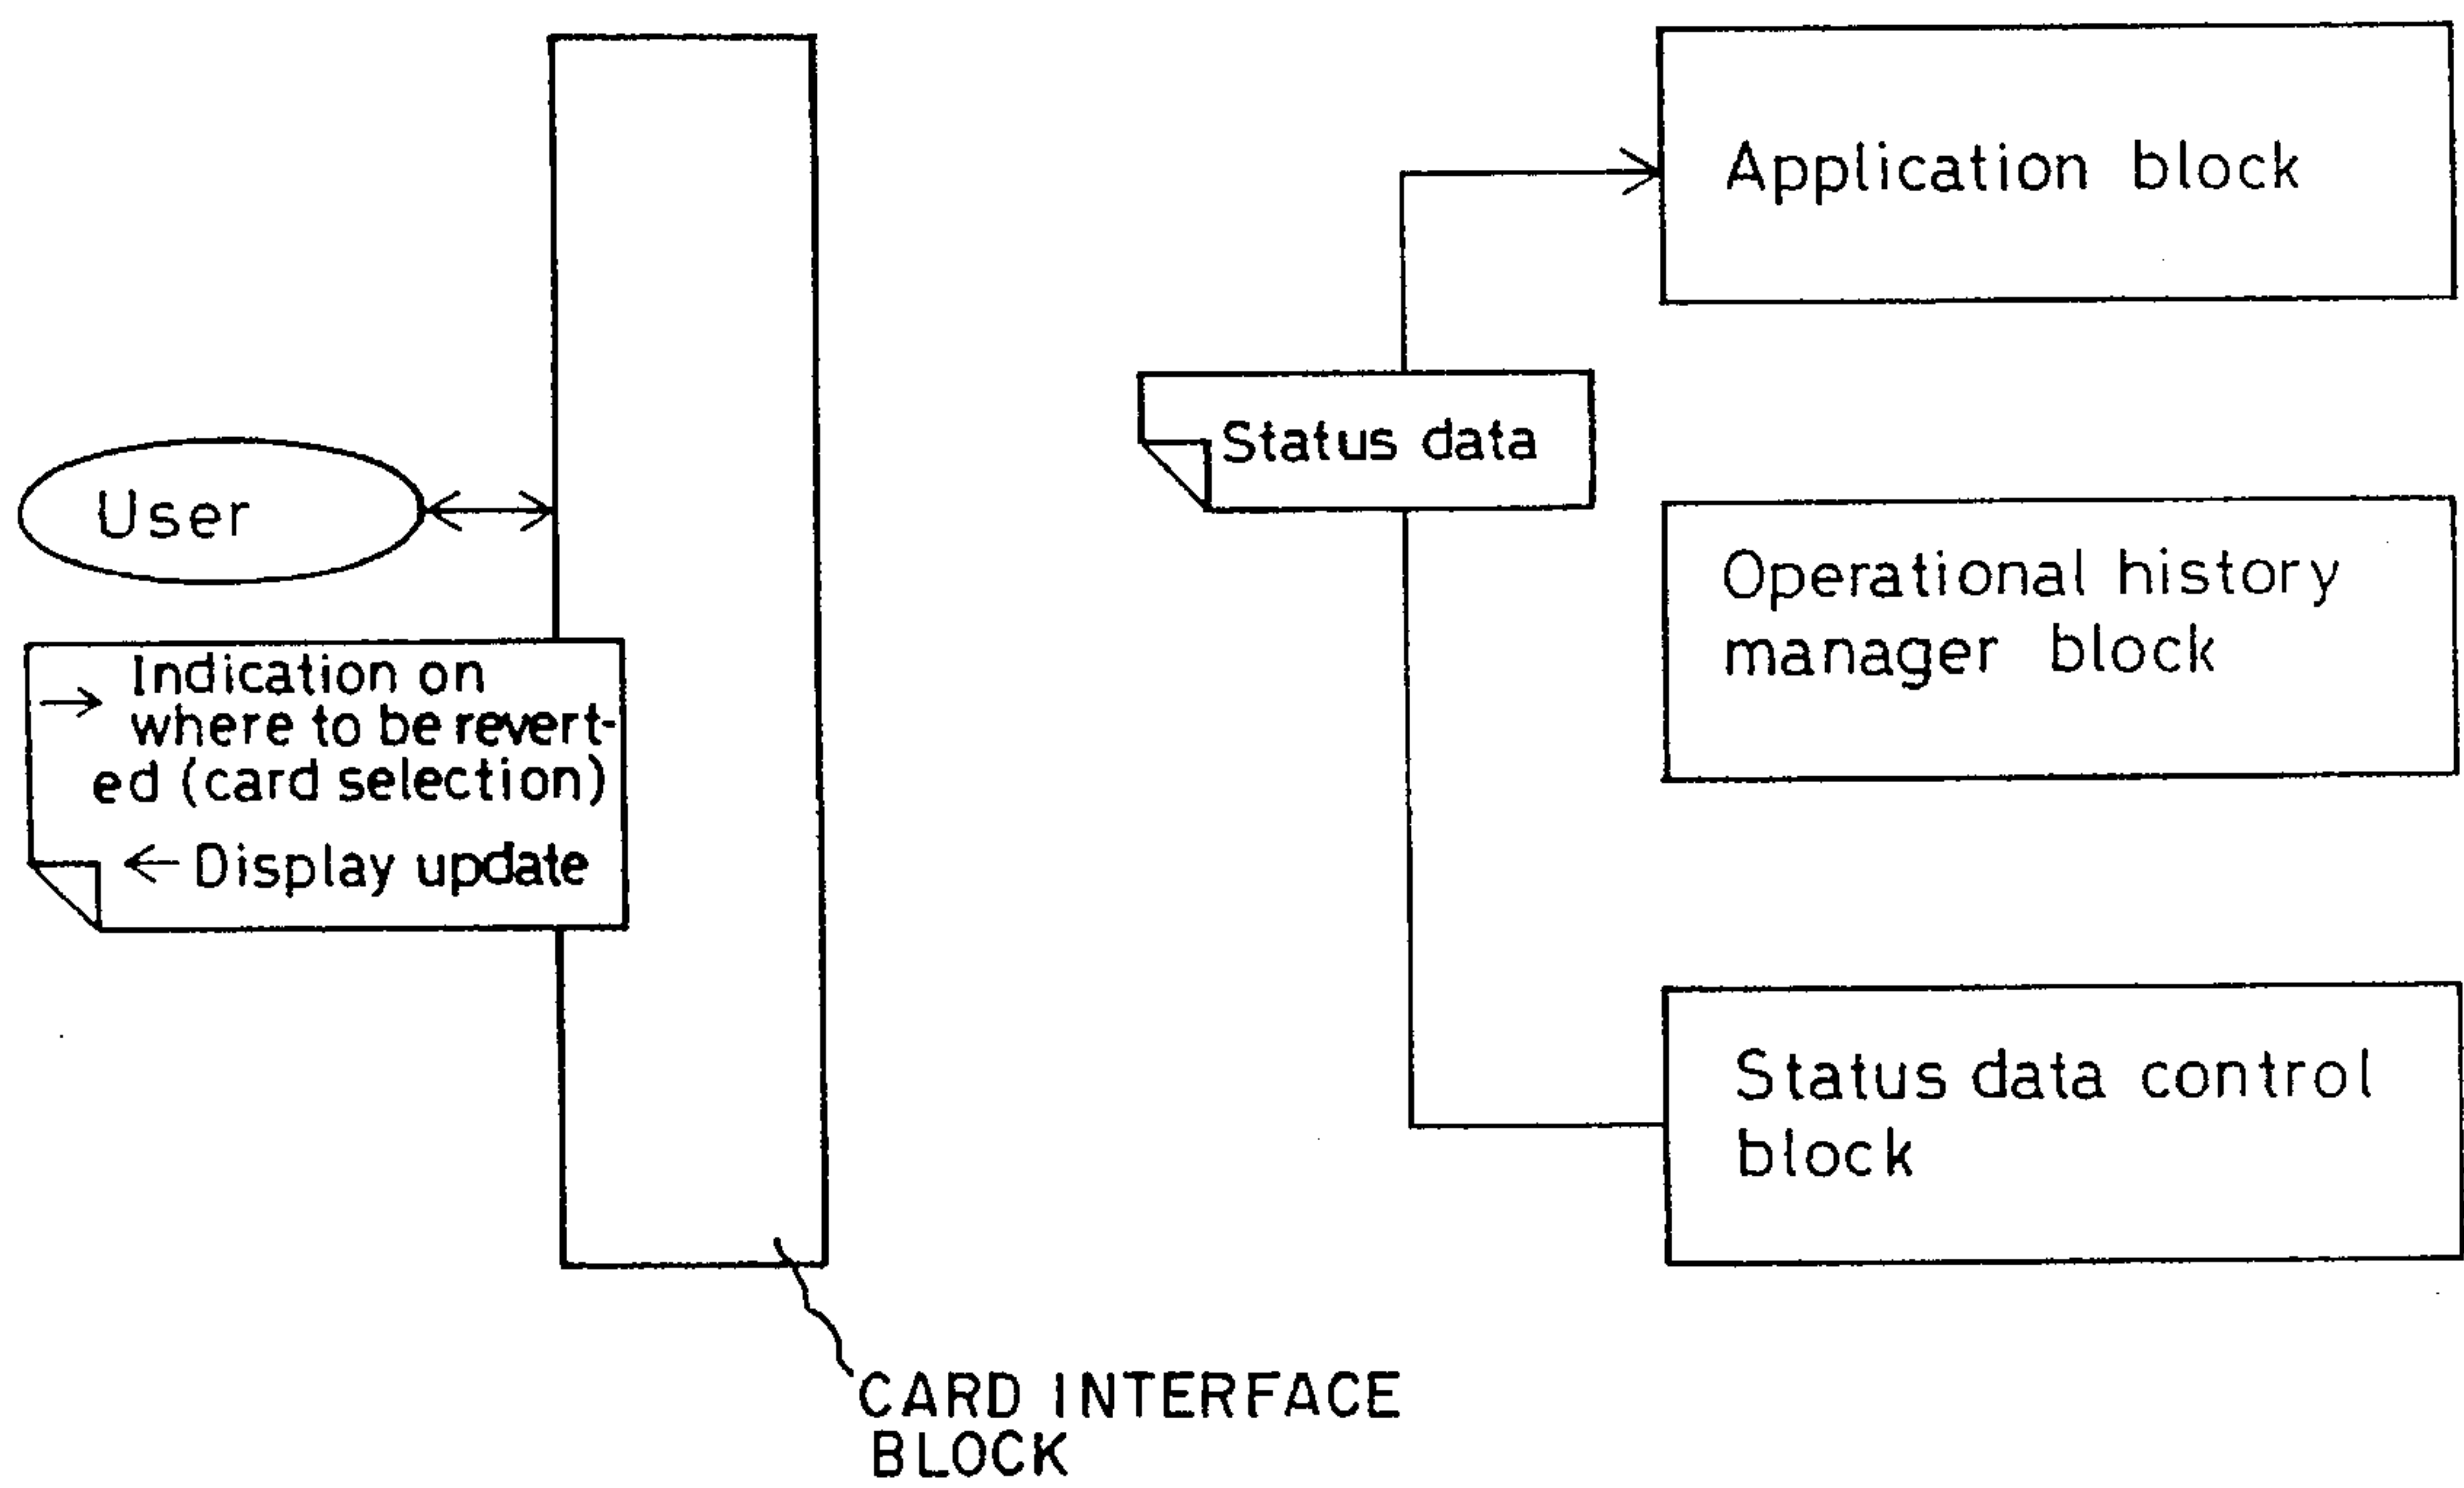 User
→ Indication on
where to be revert-
ed (card selection)
← Display update
CARD INTERFACE
BLOCK
Status data
Application block
Operational history
manager block
Status data control
block